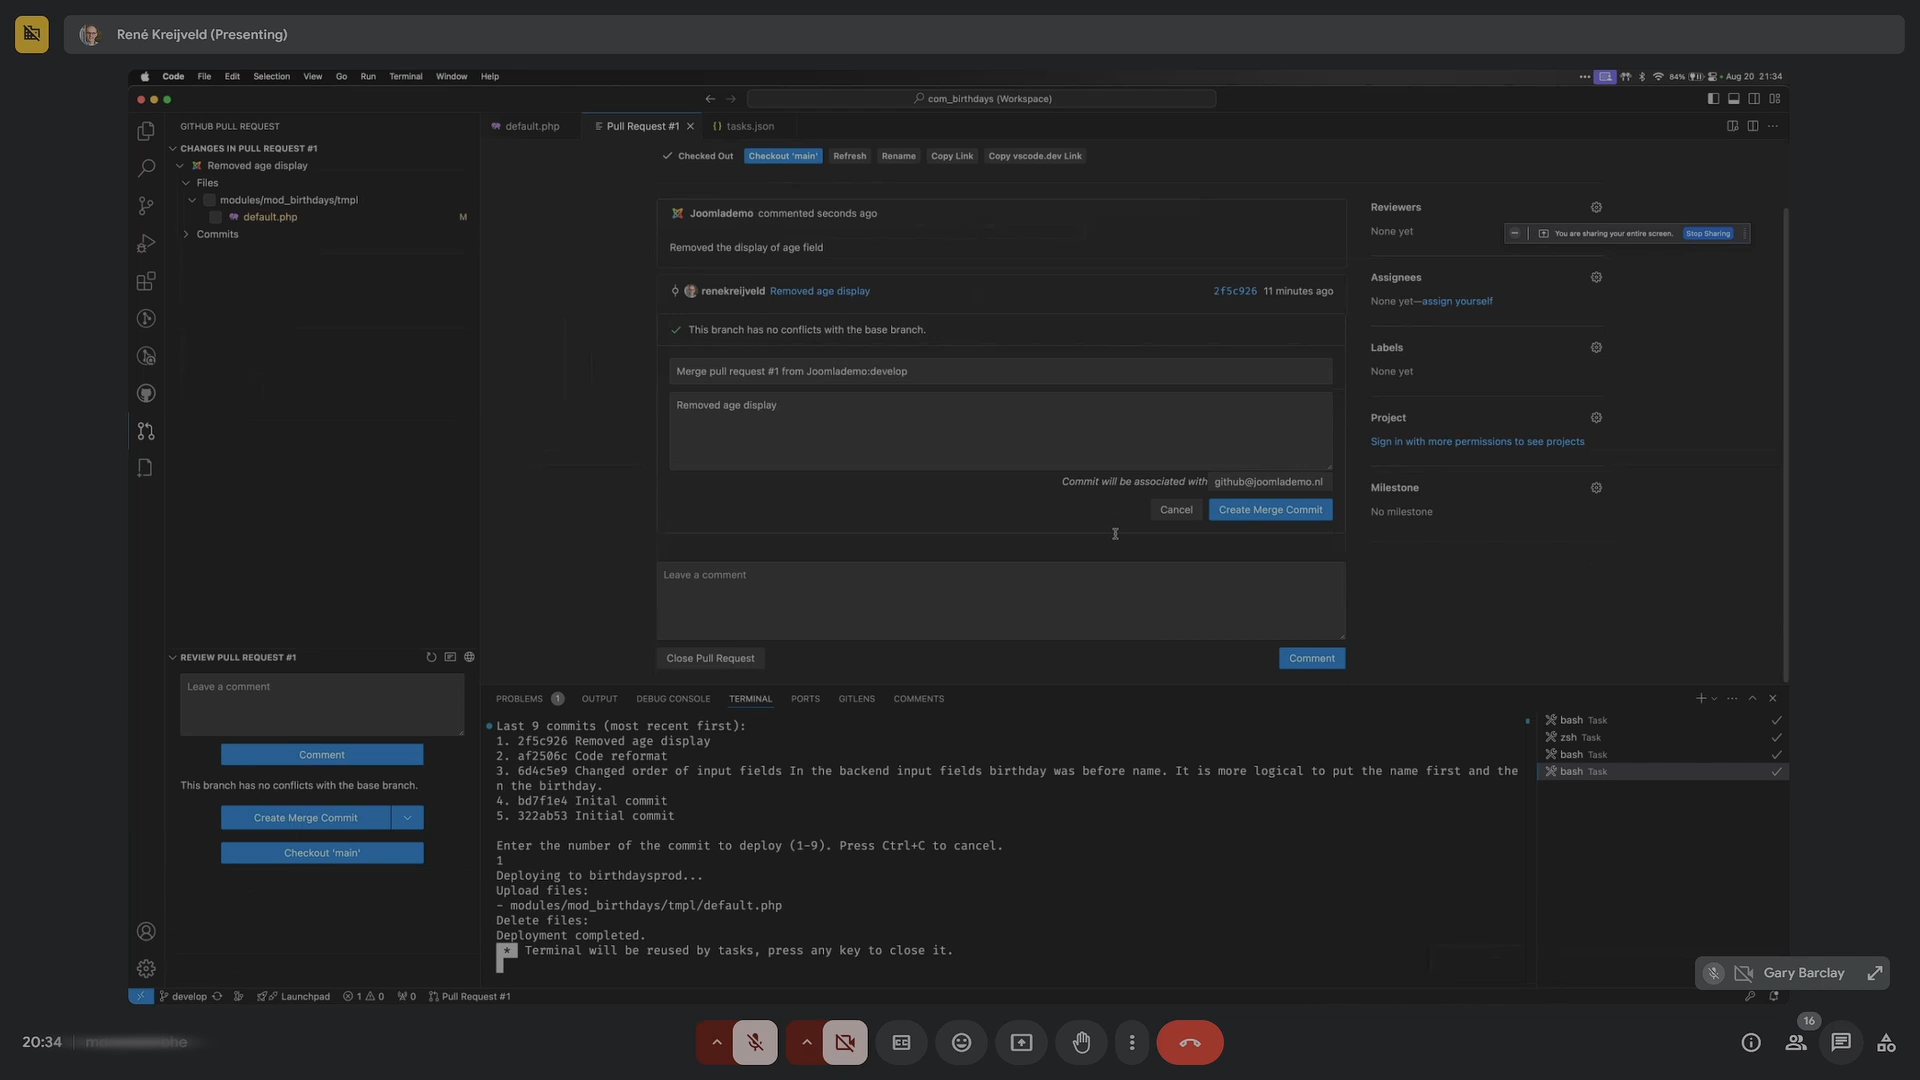 René Kreijveld (Presenting)
Code File Edit Selection View Go Run Terminal Window Help
84% Aug 20 21:34
com_birthdays (Workspace)
GITHUB PULL REQUEST
default.php
Pull Request #1
tasks.json
CHANGES IN PULL REQUEST #1
Removed age display
Files
modules/mod_birthdays/tmpl
default.php M
Commits
Checked Out Checkout 'main' Refresh Rename Copy Link Copy vscode.dev Link
Joomlademo commented seconds ago
Removed the display of age field
renekreijveld Removed age display 2f5c926 11 minutes ago
This branch has no conflicts with the base branch.
Merge pull request #1 from Joomlademo:develop
Removed age display
Commit will be associated with github@joomlademo.nl
Cancel Create Merge Commit
Leave a comment
Close Pull Request Comment
Reviewers
None yet
You are sharing your entire screen. Stop Sharing
Assignees
None yet—assign yourself
Labels
None yet
Project
Sign in with more permissions to see projects
Milestone
No milestone
REVIEW PULL REQUEST #1
Leave a comment
Comment
This branch has no conflicts with the base branch.
Create Merge Commit
Checkout 'main'
PROBLEMS 1 OUTPUT DEBUG CONSOLE TERMINAL PORTS GITLENS COMMENTS
Last 9 commits (most recent first):
1. 2f5c926 Removed age display
2. af2506c Code reformat
3. 6d4c5e9 Changed order of input fields In the backend input fields birthday was before name. It is more logical to put the name first and the
n the birthday.
4. bd7f1e4 Inital commit
5. 322ab53 Initial commit
Enter the number of the commit to deploy (1-9). Press Ctrl+C to cancel.
1
Deploying to birthdaysprod...
Upload files:
- modules/mod_birthdays/tmpl/default.php
Delete files:
Deployment completed.
* Terminal will be reused by tasks, press any key to close it.
bash Task
zsh Task
bash Task
bash Task
develop Launchpad 1 0 0 Pull Request #1
Gary Barclay
20:34
16